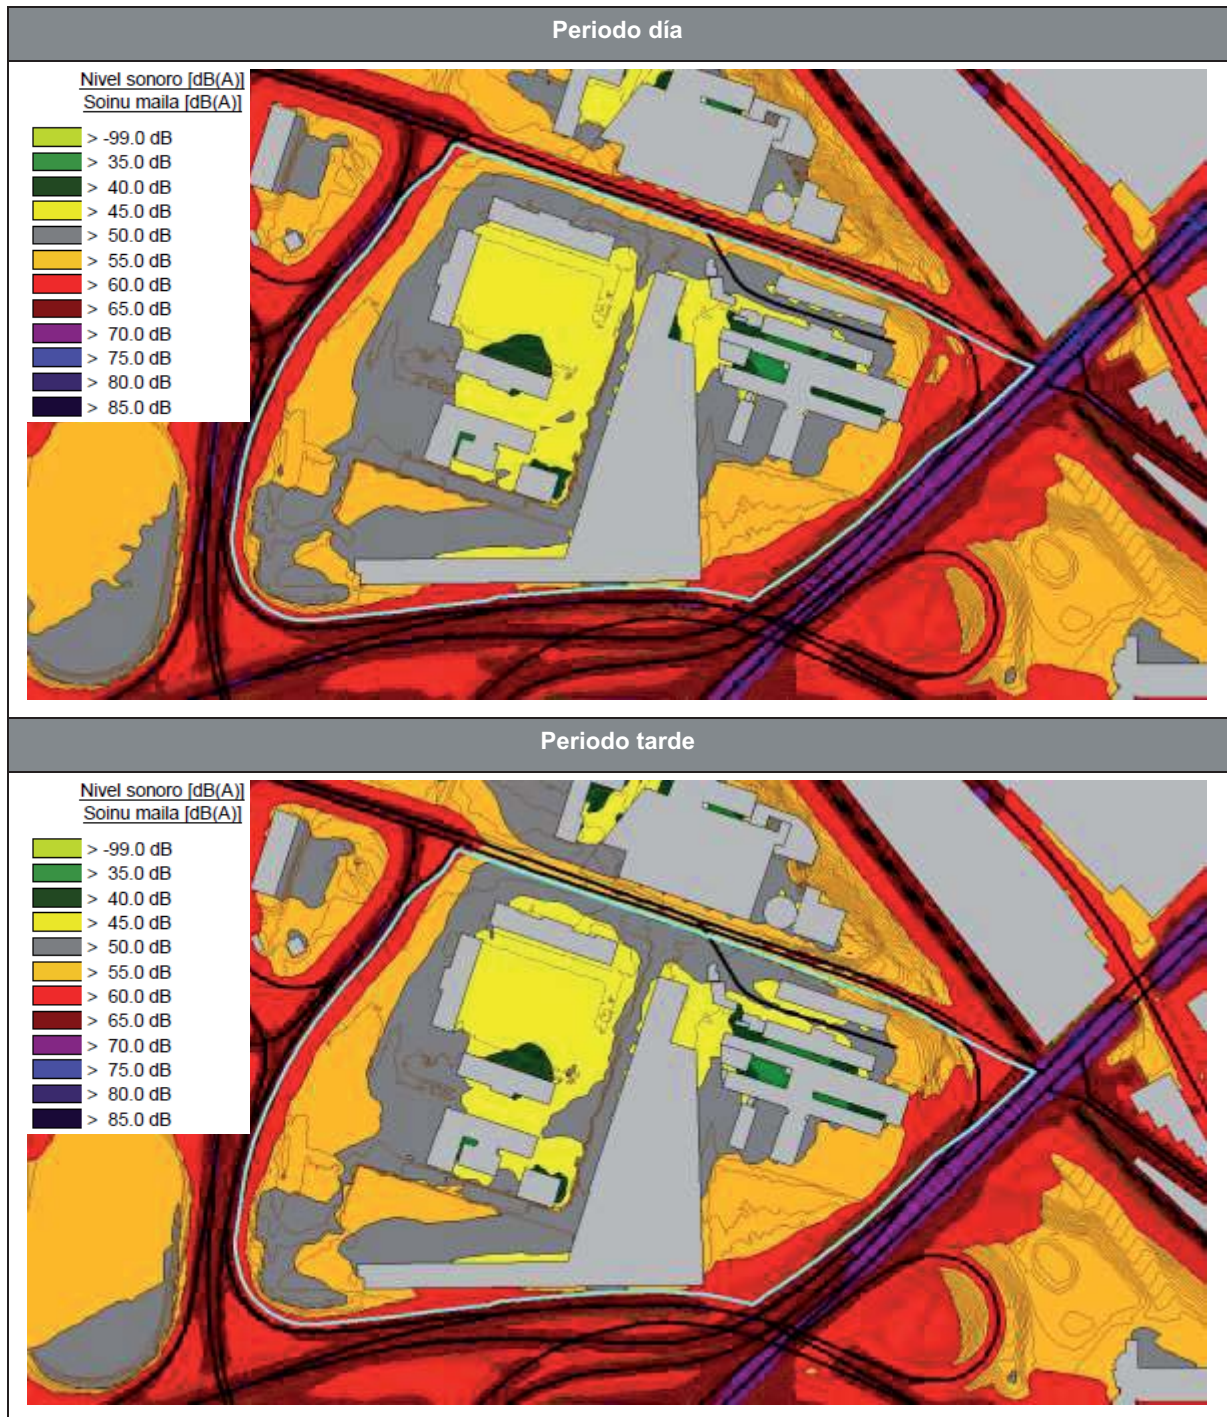 Periodo día
Nivel sonoro [dB(A)]
Soinu maila [dB(A)]
> -99.0 dB
> 35.0 dB
> 40.0 dB
> 45.0 dB
> 50.0 dB
> 55.0 dB
> 60.0 dB
> 65.0 dB
> 70.0 dB
> 75.0 dB
> 80.0 dB
> 85.0 dB
Periodo tarde
Nivel sonoro [dB(A)]
Soinu maila [dB(A)]
> -99.0 dB
> 35.0 dB
> 40.0 dB
> 45.0 dB
> 50.0 dB
> 55.0 dB
> 60.0 dB
> 65.0 dB
> 70.0 dB
> 75.0 dB
> 80.0 dB
> 85.0 dB